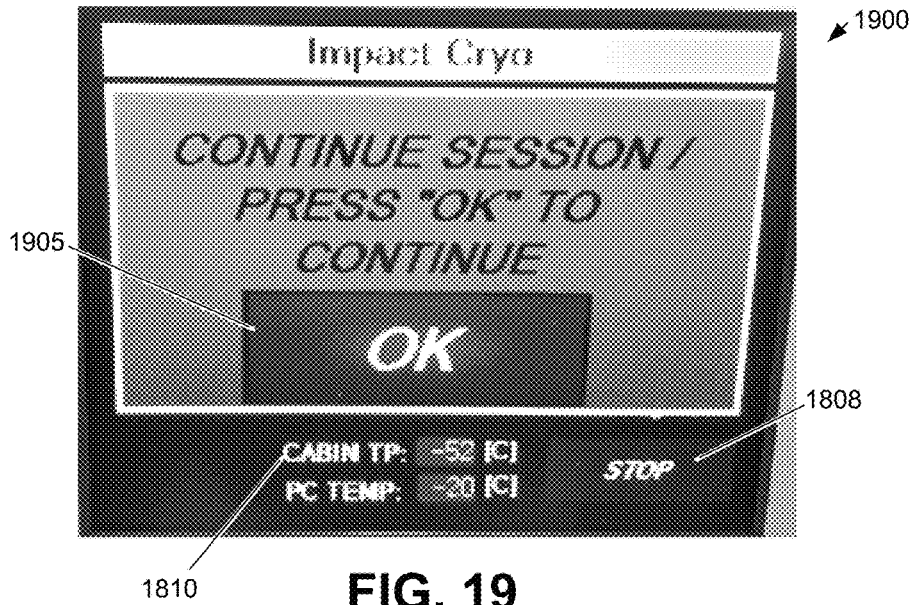 1900
Impact Cryo
CONTINUE SESSION /
PRESS "OK" TO
CONTINUE
1905
OK
1808
CABIN TP: -52 [C]
STOP
PC TEMP: -20 [C]
1810
FIG. 19